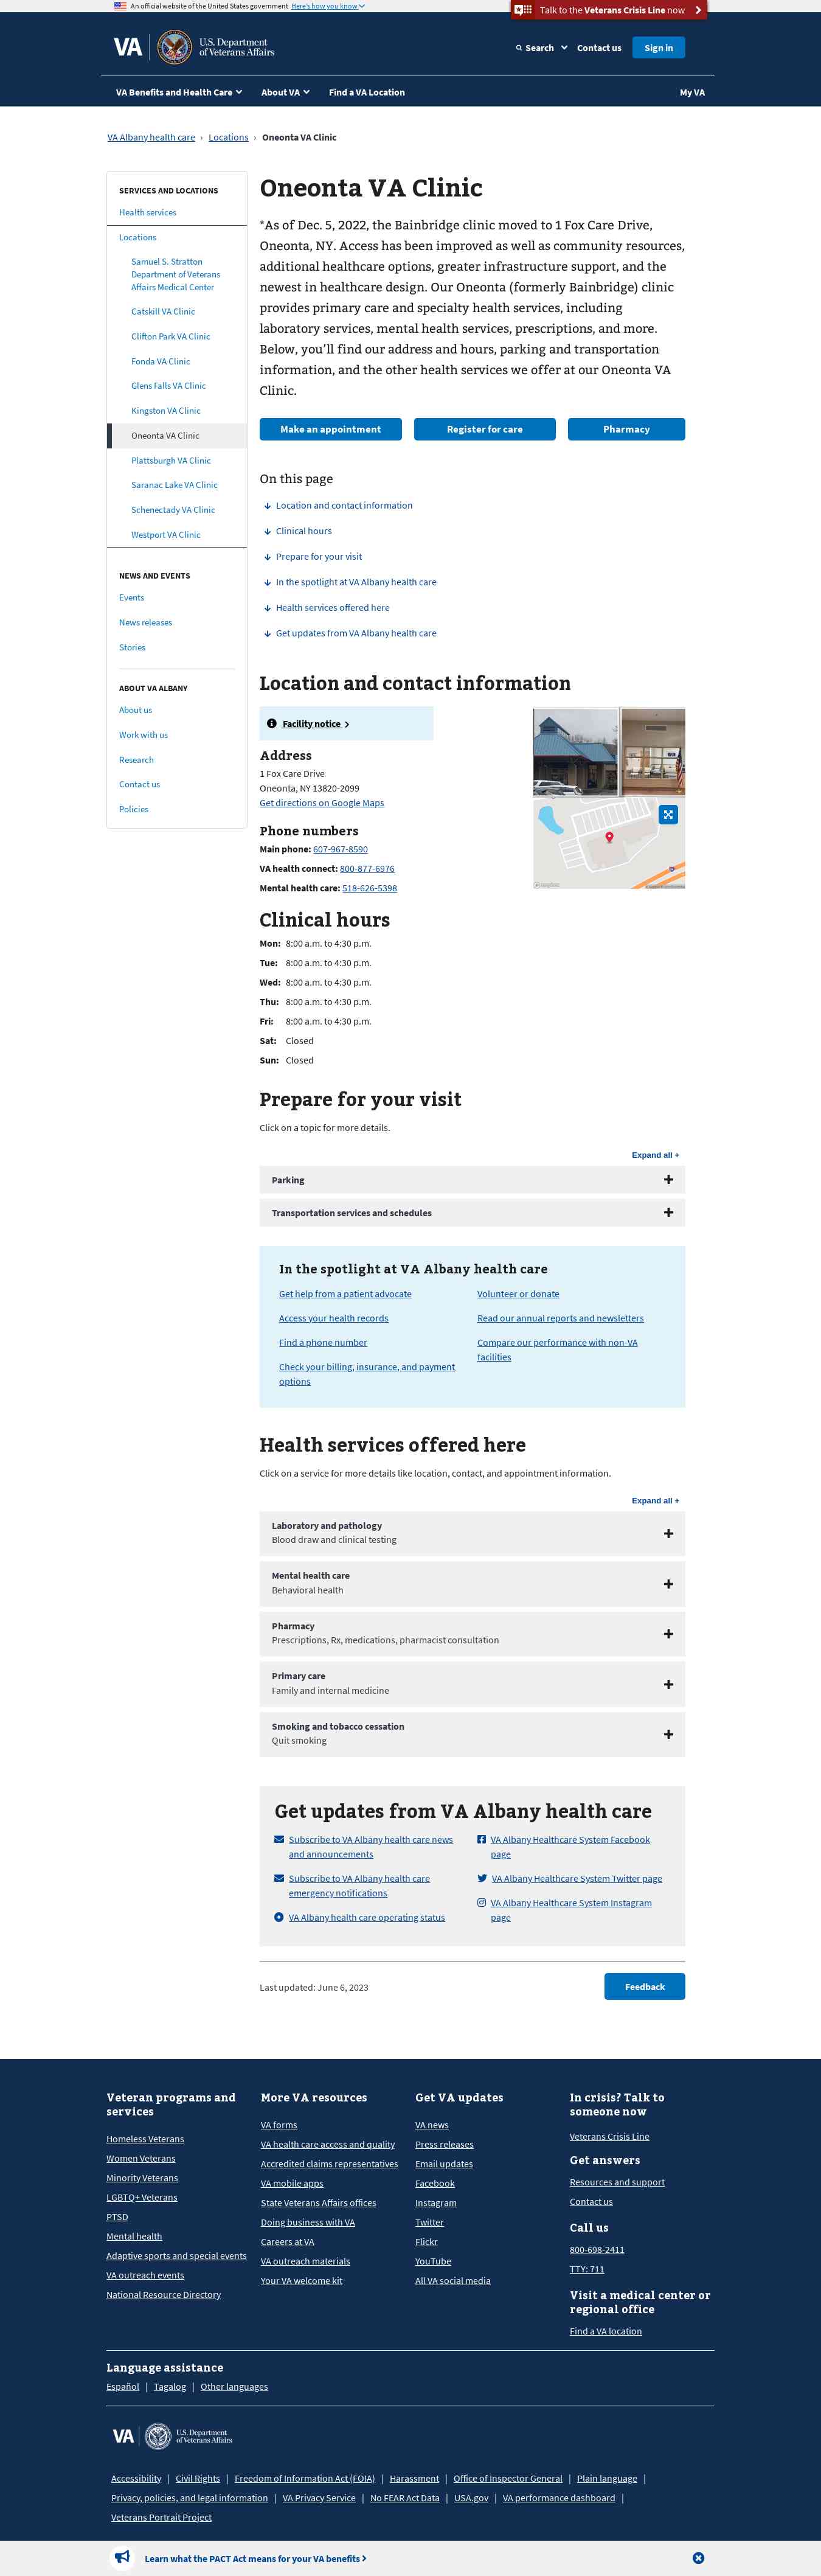 An official website of the United States government Here's how you know
Talk to the Veterans Crisis Line now
VA
U.S. Department
of Veterans Affairs
Search
Contact us
Sign in
VA Benefits and Health Care
About VA
Find a VA Location
My VA
VA Albany health care › Locations › Oneonta VA Clinic
SERVICES AND LOCATIONS
Health services
Locations
Samuel S. Stratton
Department of Veterans
Affairs Medical Center
Catskill VA Clinic
Clifton Park VA Clinic
Fonda VA Clinic
Glens Falls VA Clinic
Kingston VA Clinic
Oneonta VA Clinic
Plattsburgh VA Clinic
Saranac Lake VA Clinic
Schenectady VA Clinic
Westport VA Clinic
NEWS AND EVENTS
Events
News releases
Stories
ABOUT VA ALBANY
About us
Work with us
Research
Contact us
Policies
Oneonta VA Clinic
*As of Dec. 5, 2022, the Bainbridge clinic moved to 1 Fox Care Drive,
Oneonta, NY. Access has been improved as well as community resources,
additional healthcare options, greater infrastructure support, and the
newest in healthcare design. Our Oneonta (formerly Bainbridge) clinic
provides primary care and specialty health services, including
laboratory services, mental health services, prescriptions, and more.
Below, you'll find our address and hours, parking and transportation
information, and the other health services we offer at our Oneonta VA
Clinic.
Make an appointment
Register for care
Pharmacy
On this page
Location and contact information
Clinical hours
Prepare for your visit
In the spotlight at VA Albany health care
Health services offered here
Get updates from VA Albany health care
Location and contact information
Facility notice
Address
1 Fox Care Drive
Oneonta, NY 13820-2099
Get directions on Google Maps
Phone numbers
Main phone: 607-967-8590
VA health connect: 800-877-6976
Mental health care: 518-626-5398
mapbox
Clinical hours
Mon: 8:00 a.m. to 4:30 p.m.
Tue: 8:00 a.m. to 4:30 p.m.
Wed: 8:00 a.m. to 4:30 p.m.
Thu: 8:00 a.m. to 4:30 p.m.
Fri: 8:00 a.m. to 4:30 p.m.
Sat: Closed
Sun: Closed
Prepare for your visit
Click on a topic for more details.
Expand all +
Parking
Transportation services and schedules
In the spotlight at VA Albany health care
Get help from a patient advocate
Access your health records
Find a phone number
Check your billing, insurance, and payment
options
Volunteer or donate
Read our annual reports and newsletters
Compare our performance with non-VA
facilities
Health services offered here
Click on a service for more details like location, contact, and appointment information.
Expand all +
Laboratory and pathology
Blood draw and clinical testing
Mental health care
Behavioral health
Pharmacy
Prescriptions, Rx, medications, pharmacist consultation
Primary care
Family and internal medicine
Smoking and tobacco cessation
Quit smoking
Get updates from VA Albany health care
Subscribe to VA Albany health care news
and announcements
Subscribe to VA Albany health care
emergency notifications
VA Albany health care operating status
VA Albany Healthcare System Facebook
page
VA Albany Healthcare System Twitter page
VA Albany Healthcare System Instagram
page
Last updated: June 6, 2023
Feedback
Veteran programs and
services
Homeless Veterans
Women Veterans
Minority Veterans
LGBTQ+ Veterans
PTSD
Mental health
Adaptive sports and special events
VA outreach events
National Resource Directory
More VA resources
VA forms
VA health care access and quality
Accredited claims representatives
VA mobile apps
State Veterans Affairs offices
Doing business with VA
Careers at VA
VA outreach materials
Your VA welcome kit
Get VA updates
VA news
Press releases
Email updates
Facebook
Instagram
Twitter
Flickr
YouTube
All VA social media
In crisis? Talk to
someone now
Veterans Crisis Line
Get answers
Resources and support
Contact us
Call us
800-698-2411
TTY: 711
Visit a medical center or
regional office
Find a VA location
Language assistance
Español | Tagalog | Other languages
VA
U.S. Department
of Veterans Affairs
Accessibility | Civil Rights | Freedom of Information Act (FOIA) | Harassment | Office of Inspector General | Plain language |
Privacy, policies, and legal information | VA Privacy Service | No FEAR Act Data | USA.gov | VA performance dashboard |
Veterans Portrait Project
Learn what the PACT Act means for your VA benefits